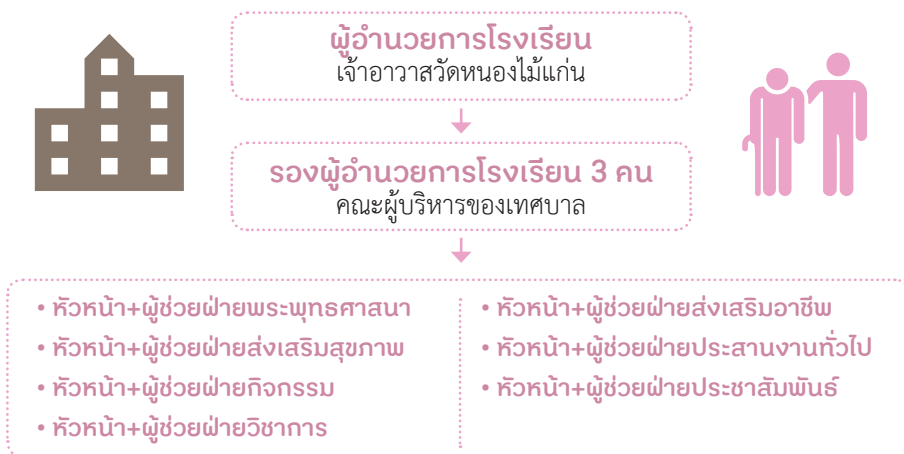 ผู้อำนวยการโรงเรียน
เจ้าอาวาสวัดหนองไม้แก่น
รองผู้อำนวยการโรงเรียน 3 คน
คณะผู้บริหารของเทศบาล
• หัวหน้า+ผู้ช่วยฝ่ายพระพุทธศาสนา
• หัวหน้า+ผู้ช่วยฝ่ายส่งเสริมสุขภาพ
• หัวหน้า+ผู้ช่วยฝ่ายกิจกรรม
• หัวหน้า+ผู้ช่วยฝ่ายวิชาการ
• หัวหน้า+ผู้ช่วยฝ่ายส่งเสริมอาชีพ
• หัวหน้า+ผู้ช่วยฝ่ายประสานงานทั่วไป
• หัวหน้า+ผู้ช่วยฝ่ายประชาสัมพันธ์